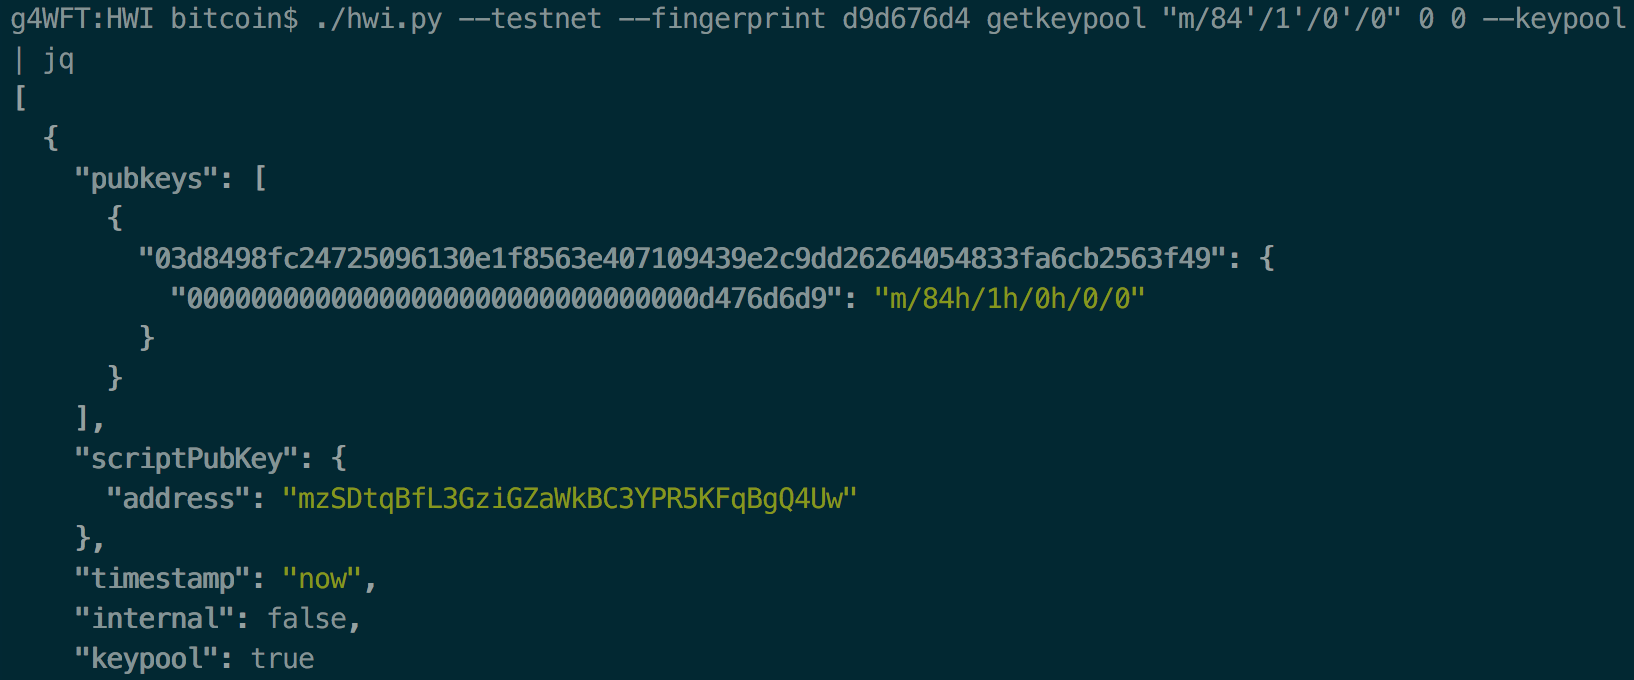 g4WFT:HWI bitcoin$ ./hwi.py --testnet --fingerprint d9d676d4 getkeypool "m/84'/1'/0'/0" 0 0 --keypool
| jq
[
  {
    "pubkeys": [
      {
        "03d8498fc24725096130e1f8563e407109439e2c9dd26264054833fa6cb2563f49": {
          "00000000000000000000000000000000d476d6d9": "m/84h/1h/0h/0/0"
        }
      }
    ],
    "scriptPubKey": {
      "address": "mzSDtqBfL3GziGZaWkBC3YPR5KFqBgQ4Uw"
    },
    "timestamp": "now",
    "internal": false,
    "keypool": true